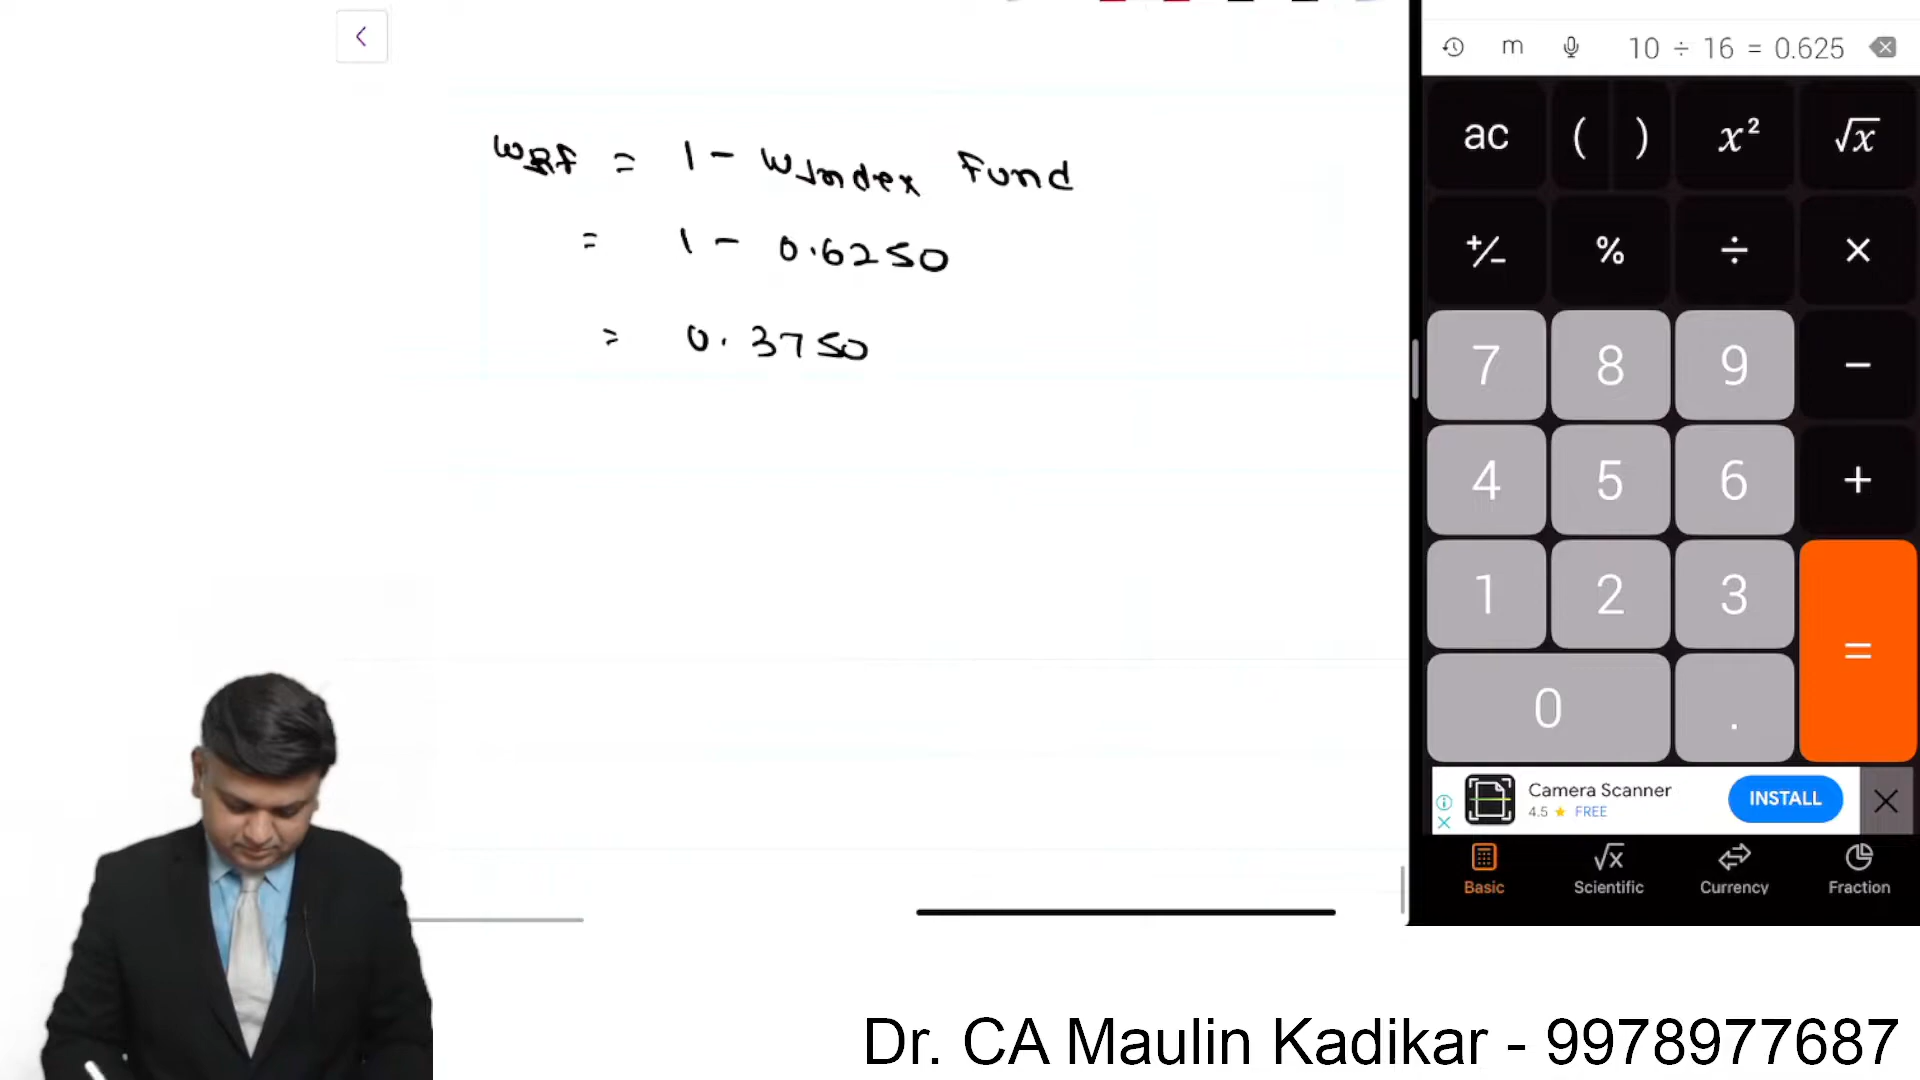 WRF = 1 - WIndex Fund
= 1 - 0.6250
= 0.3750
m 10 ÷ 16 = 0.625
ac ( ) x² √x
+/- % ÷ ×
7 8 9 −
4 5 6 +
1 2 3 =
0 .
Camera Scanner
4.5 ★ FREE
INSTALL
Basic √x Scientific Currency Fraction
Dr. CA Maulin Kadikar - 9978977687